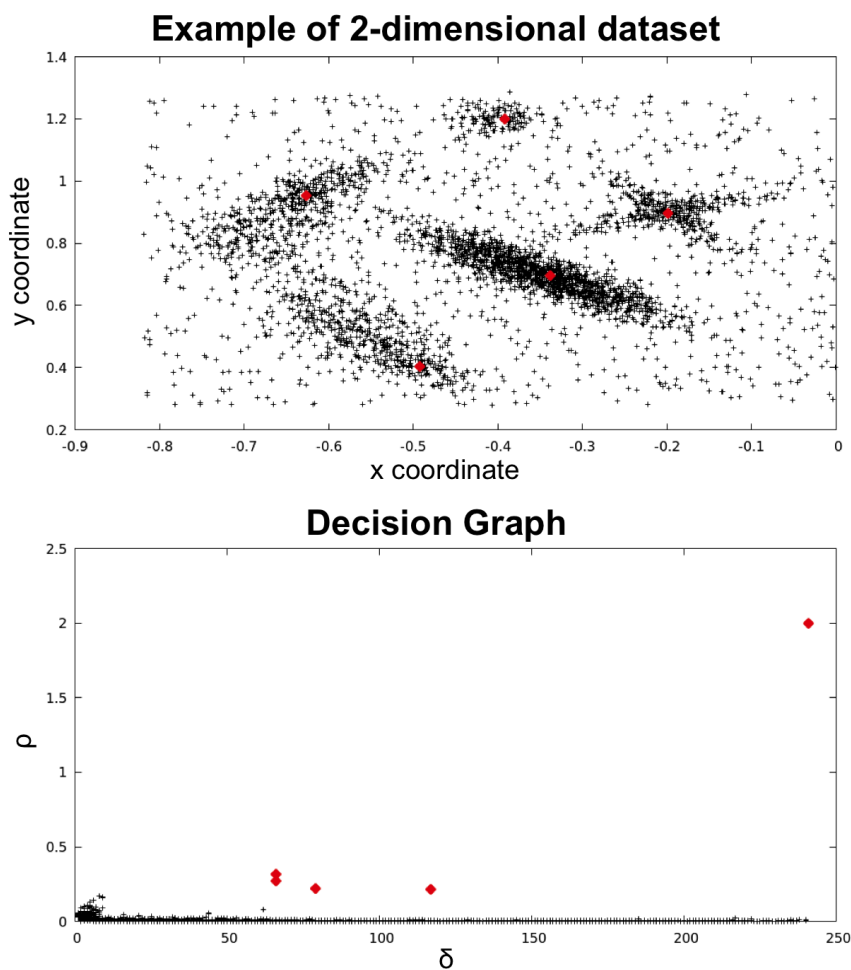 Example of 2-dimensional dataset
1.4
1.2
1
0.8
0.6
0.4
0.2
y coordinate
-0.9 -0.8 -0.7 -0.6 -0.5 -0.4 -0.3 -0.2 -0.1 0
x coordinate
Decision Graph
2.5
2
1.5
1
0.5
0
ρ
0 50 100 150 200 250
δ